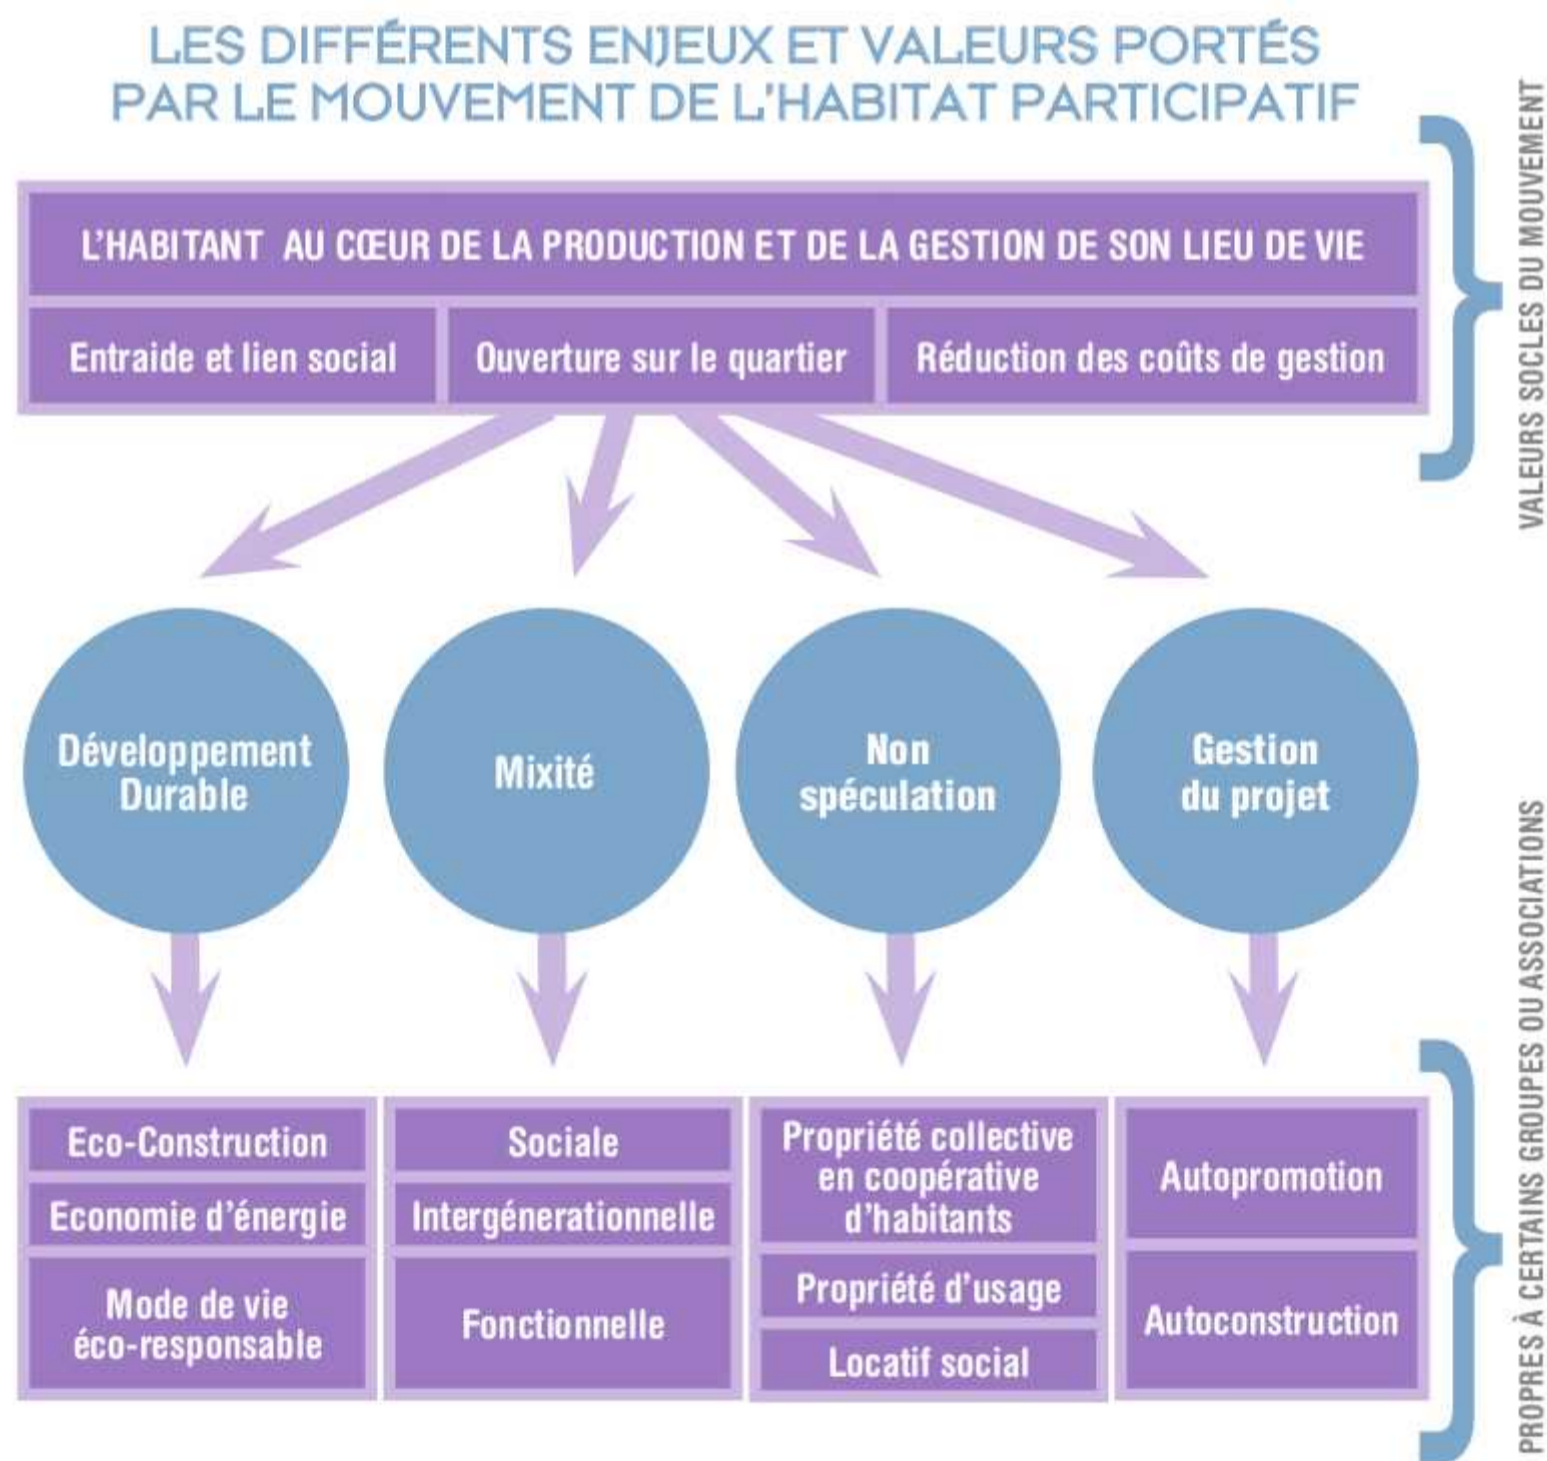 LES DIFFÉRENTS ENJEUX ET VALEURS PORTÉS
PAR LE MOUVEMENT DE L'HABITAT PARTICIPATIF
L'HABITANT AU CŒUR DE LA PRODUCTION ET DE LA GESTION DE SON LIEU DE VIE
Entraide et lien social
Ouverture sur le quartier
Réduction des coûts de gestion
VALEURS SOCLES DU MOUVEMENT
Développement
Durable
Mixité
Non
spéculation
Gestion
du projet
Eco-Construction
Economie d'énergie
Mode de vie
éco-responsable
Sociale
Intergénerationnelle
Fonctionnelle
Propriété collective
en coopérative
d'habitants
Propriété d'usage
Locatif social
Autopromotion
Autoconstruction
PROPRES À CERTAINS GROUPES OU ASSOCIATIONS